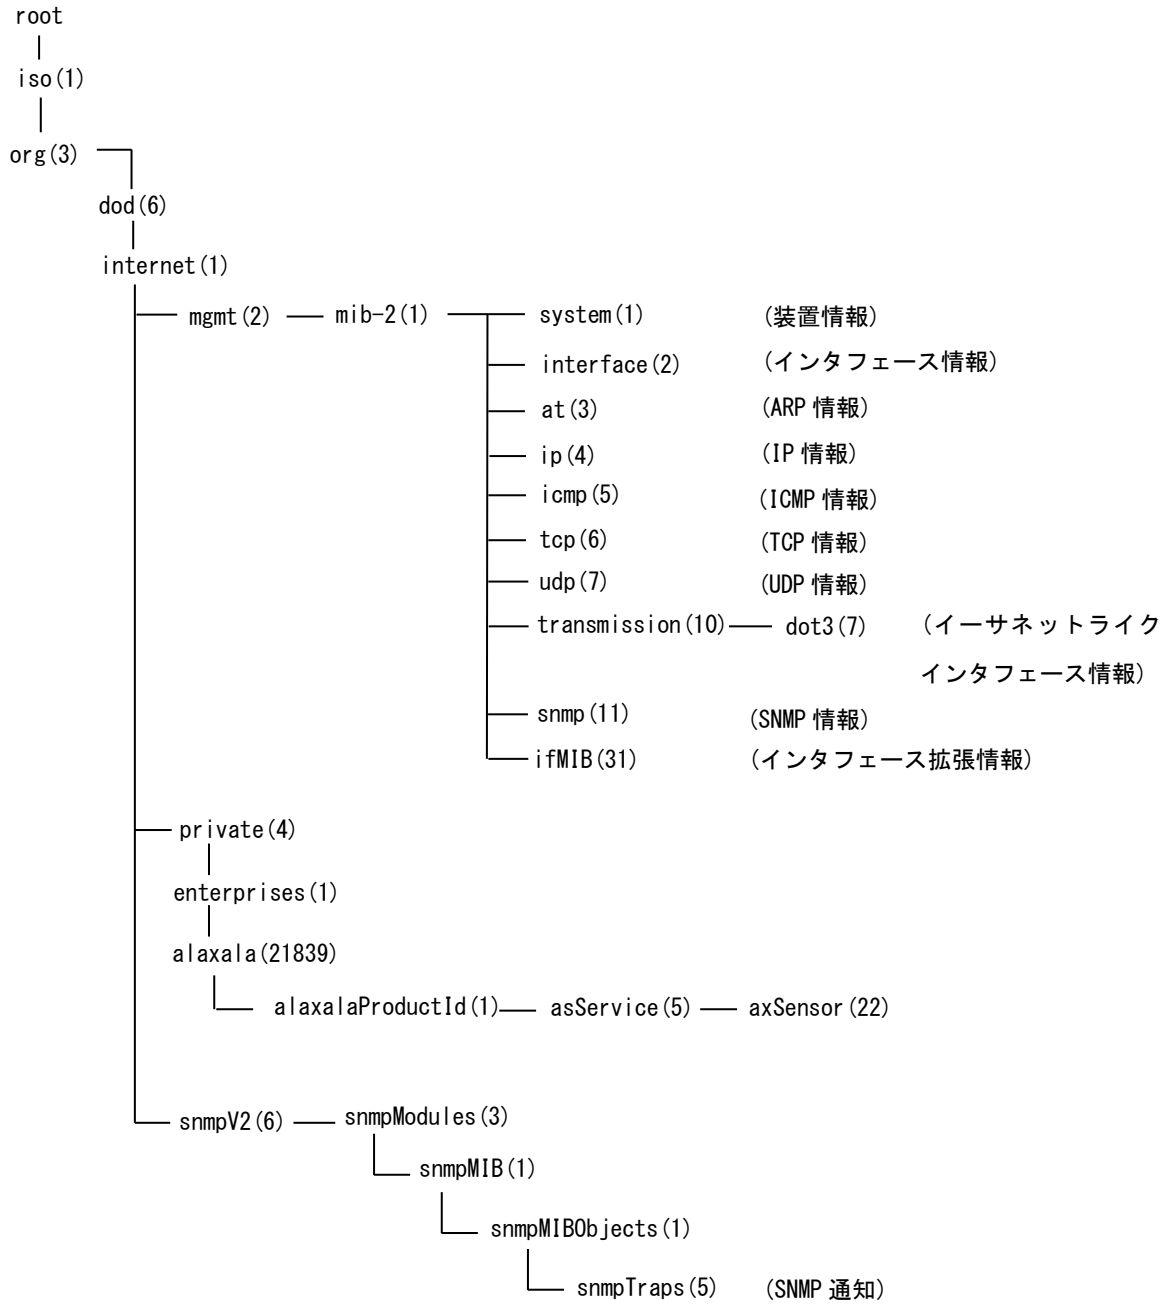 root
iso(1)
org(3)
dod(6)
internet(1)
mgmt(2) mib-2(1) system(1) (装置情報)
interface(2) (インタフェース情報)
at(3) (ARP 情報)
ip(4) (IP 情報)
icmp(5) (ICMP 情報)
tcp(6) (TCP 情報)
udp(7) (UDP 情報)
transmission(10) dot3(7) (イーサネットライク
インタフェース情報)
snmp(11) (SNMP 情報)
ifMIB(31) (インタフェース拡張情報)
private(4)
enterprises(1)
alaxala(21839)
alaxalaProductId(1) asService(5) axSensor(22)
snmpV2(6) snmpModules(3)
snmpMIB(1)
snmpMIBObjects(1)
snmpTraps(5) (SNMP 通知)